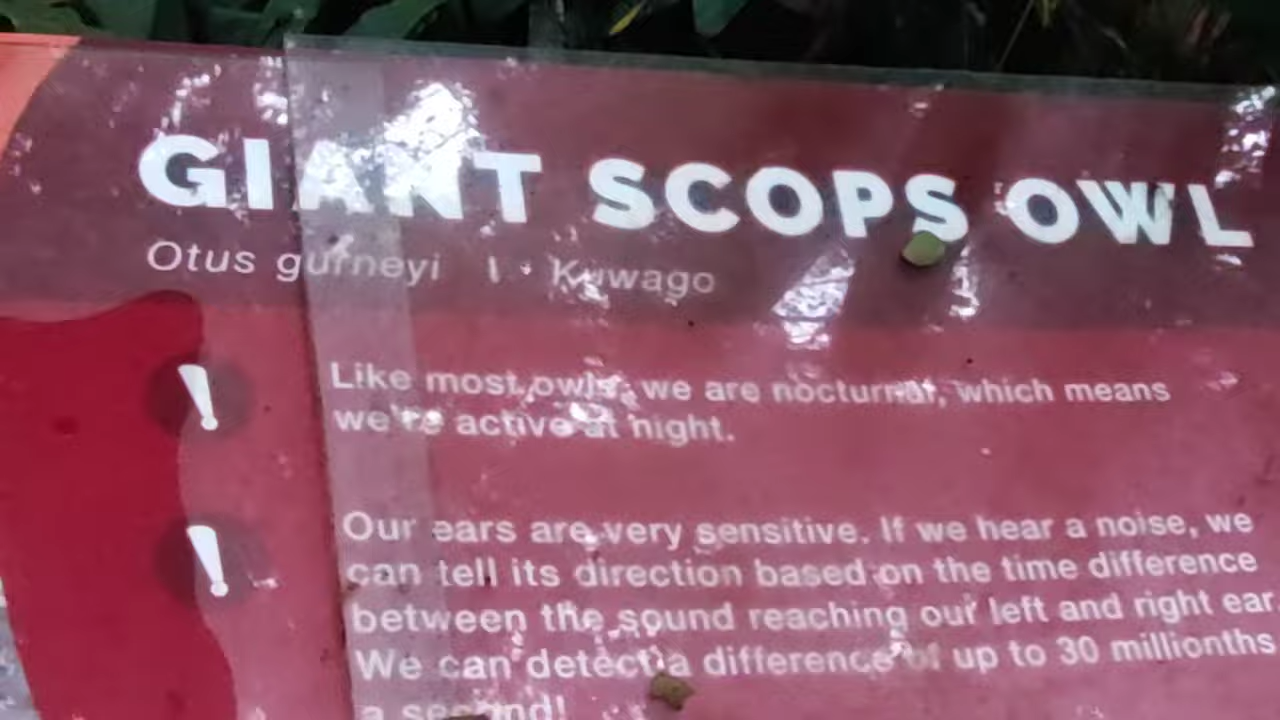 GIANT SCOPS OWL
Otus gurneyi | • Kuwago
Like most owls, we are nocturnal, which means
we're active at night.
Our ears are very sensitive. If we hear a noise, we
can tell its direction based on the time difference
between the sound reaching our left and right ear
We can detect a difference of up to 30 millionths
a second!